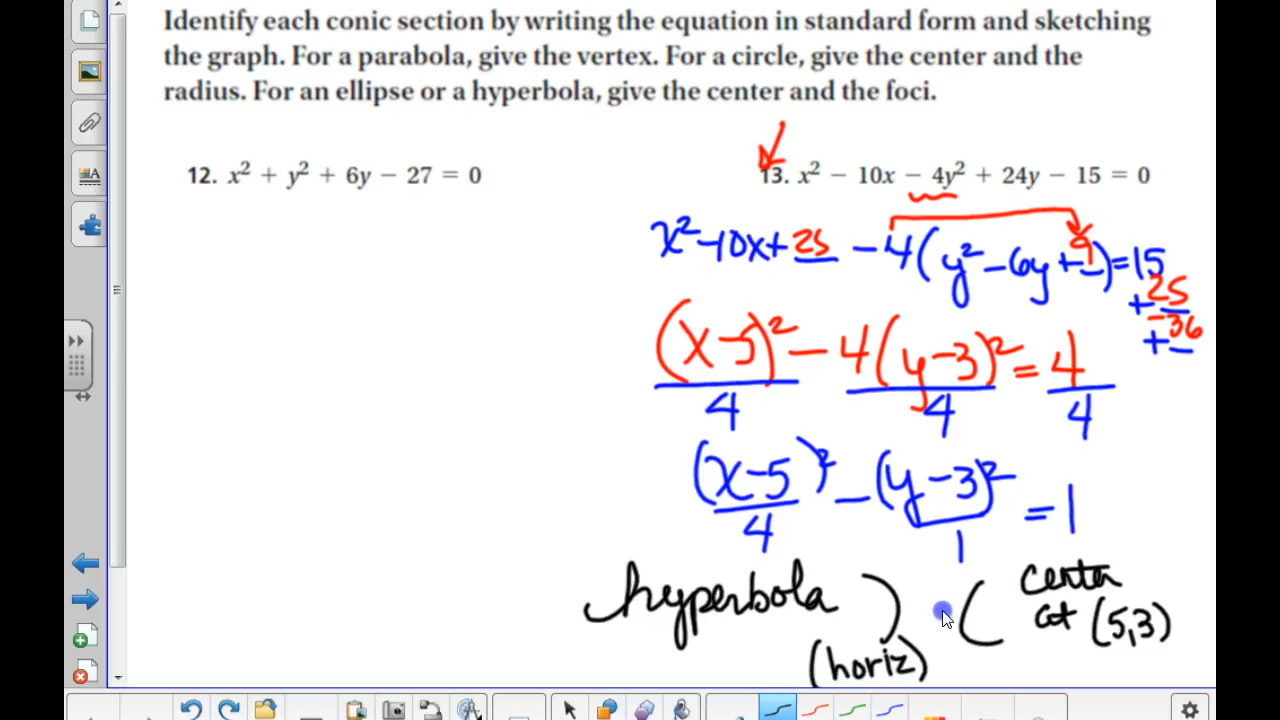 Identify each conic section by writing the equation in standard form and sketching
the graph. For a parabola, give the vertex. For a circle, give the center and the
radius. For an ellipse or a hyperbola, give the center and the foci.
12. x² + y² + 6y − 27 = 0
13. x² − 10x − 4y² + 24y − 15 = 0
x² − 10x + 25 − 4(y² − 6y + 9) = 15
+ 25
+ −36
(x − 5)² − 4(y − 3)² = 4
4 4 4
(x − 5)² − (y − 3)² = 1
4 1
hyperbola ) (
center
at (5,3)
(horiz)